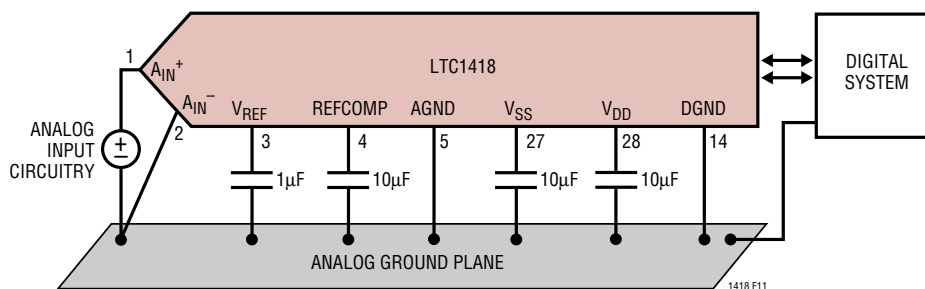 1
A_IN⁺
LTC1418
DIGITAL
SYSTEM
A_IN⁻
2
V_REF
REFCOMP
AGND
V_SS
V_DD
DGND
3
4
5
27
28
14
ANALOG
INPUT
CIRCUITRY
+
−
1µF
10µF
10µF
10µF
ANALOG GROUND PLANE
1418 F11